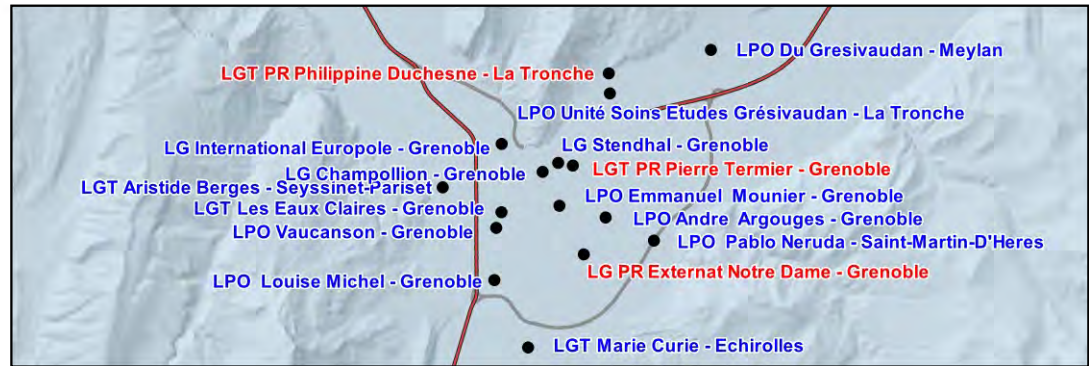 LPO Du Gresivaudan - Meylan
LGT PR Philippine Duchesne - La Tronche
LPO Unité Soins Etudes Grésivaudan - La Tronche
LG International Europole - Grenoble
LG Stendhal - Grenoble
LG Champollion - Grenoble
LGT PR Pierre Termier - Grenoble
LGT Aristide Berges - Seyssinet-Pariset
LPO Emmanuel Mounier - Grenoble
LGT Les Eaux Claires - Grenoble
LPO Andre Argouges - Grenoble
LPO Vaucanson - Grenoble
LPO Pablo Neruda - Saint-Martin-D'Heres
LG PR Externat Notre Dame - Grenoble
LPO Louise Michel - Grenoble
LGT Marie Curie - Echirolles